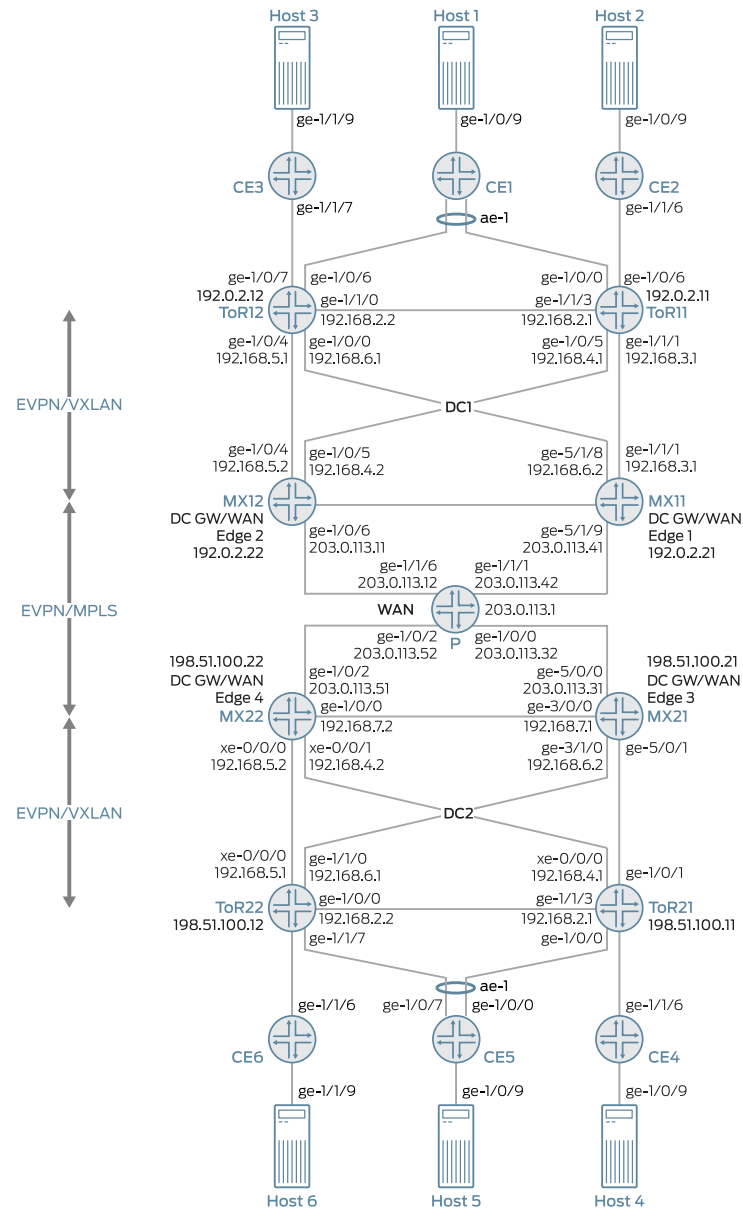 Host 3
Host 1
Host 2
ge-1/1/9
ge-1/0/9
ge-1/0/9
CE3
CE1
CE2
ge-1/1/7
ae-1
ge-1/1/6
ge-1/0/7
ge-1/0/6
ge-1/0/0
ge-1/0/6
192.0.2.12
192.0.2.11
ToR12
ge-1/1/0
ge-1/1/3
ToR11
192.168.2.2
192.168.2.1
ge-1/0/4
ge-1/0/0
ge-1/0/5
ge-1/1/1
192.168.5.1
192.168.6.1
192.168.4.1
192.168.3.1
EVPN/VXLAN
DC1
ge-1/0/4
ge-1/0/5
ge-5/1/8
ge-1/1/1
192.168.5.2
192.168.4.2
192.168.6.2
192.168.3.1
MX12
MX11
DC GW/WAN
Edge 2
192.0.2.22
DC GW/WAN
Edge 1
192.0.2.21
ge-1/0/6
203.0.113.11
ge-5/1/9
203.0.113.41
ge-1/1/6
203.0.113.12
ge-1/1/1
203.0.113.42
EVPN/MPLS
WAN
203.0.113.1
P
ge-1/0/2
203.0.113.52
ge-1/0/0
203.0.113.32
198.51.100.22
DC GW/WAN
Edge 4
MX22
ge-1/0/2
203.0.113.51
ge-5/0/0
203.0.113.31
198.51.100.21
DC GW/WAN
Edge 3
MX21
ge-1/0/0
192.168.7.2
ge-3/0/0
192.168.7.1
xe-0/0/0
192.168.5.2
xe-0/0/1
192.168.4.2
ge-3/1/0
192.168.6.2
ge-5/0/1
EVPN/VXLAN
DC2
xe-0/0/0
192.168.5.1
ge-1/1/0
192.168.6.1
xe-0/0/0
192.168.4.1
ge-1/0/1
ToR22
198.51.100.12
ge-1/0/0
192.168.2.2
ge-1/1/3
192.168.2.1
ToR21
198.51.100.11
ge-1/1/7
ge-1/0/0
ae-1
ge-1/1/6
ge-1/0/7
ge-1/0/0
ge-1/1/6
CE6
CE5
CE4
ge-1/1/9
ge-1/0/9
ge-1/0/9
Host 6
Host 5
Host 4